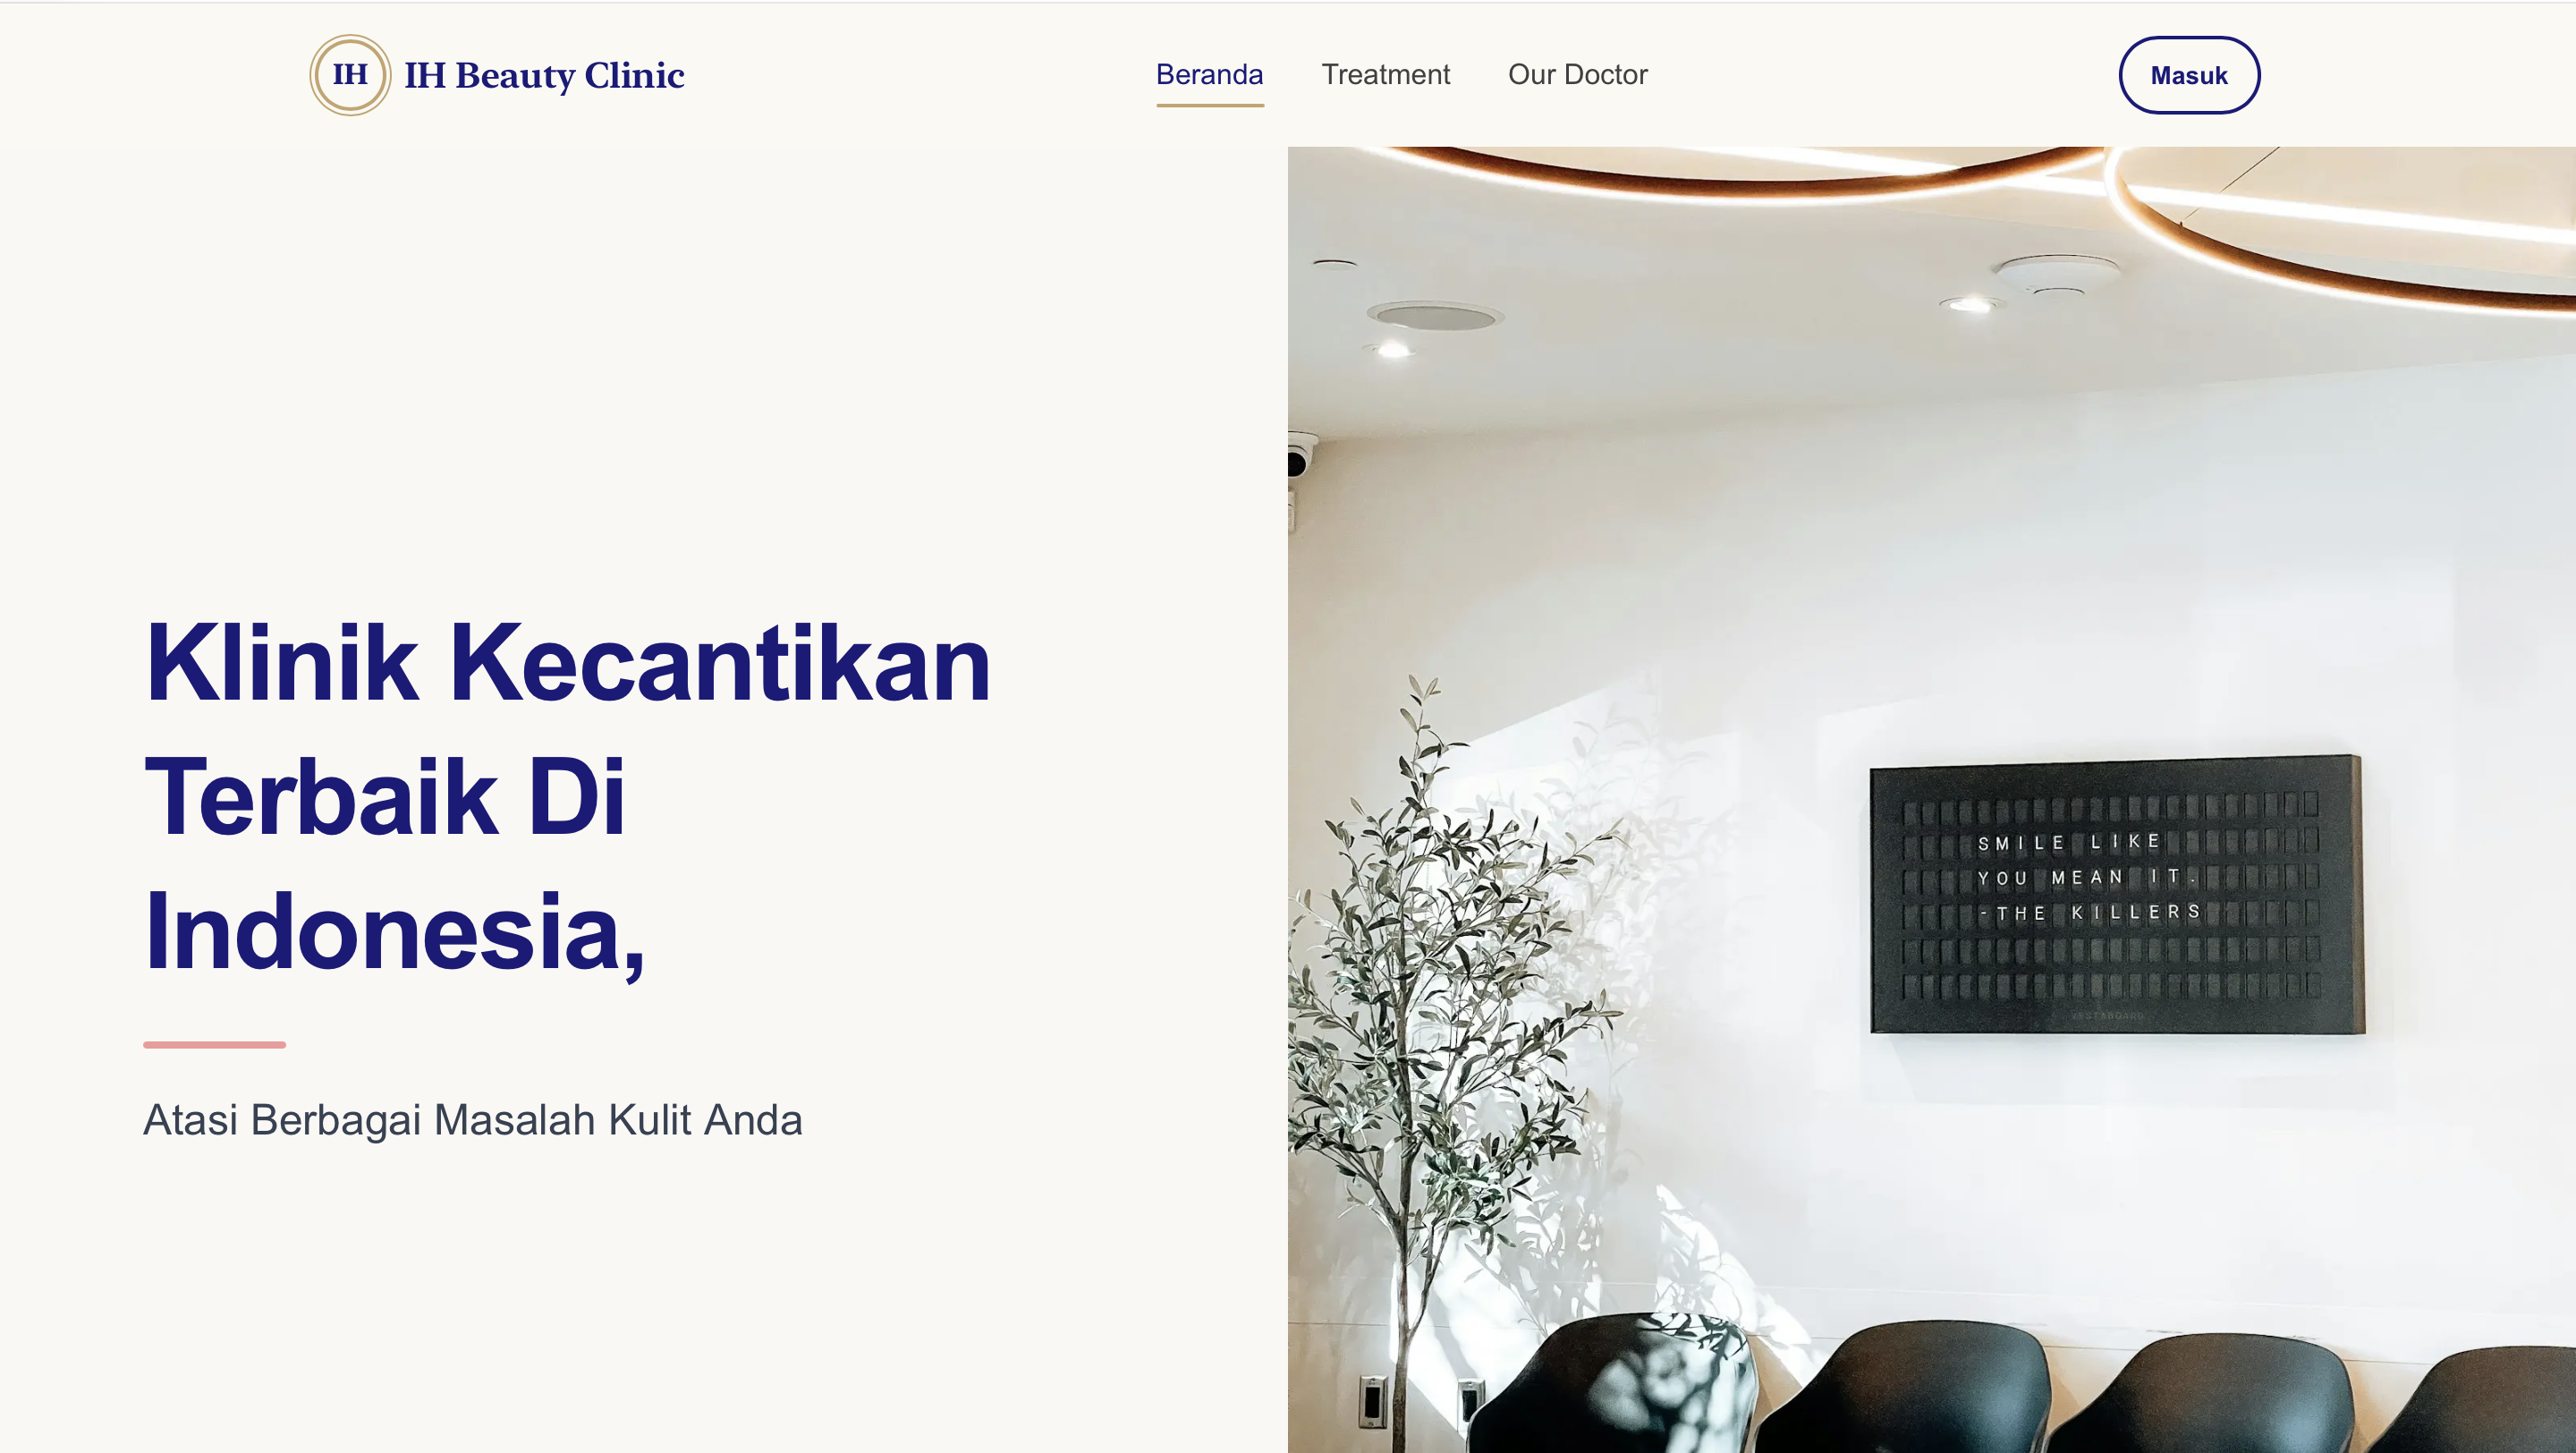 IH
IH Beauty Clinic
Beranda
Treatment
Our Doctor
Masuk
Klinik Kecantikan
Terbaik Di
Indonesia,
Atasi Berbagai Masalah Kulit Anda
SMILE LIKE
YOU MEAN IT.
-THE KILLERS
VESTABOARD